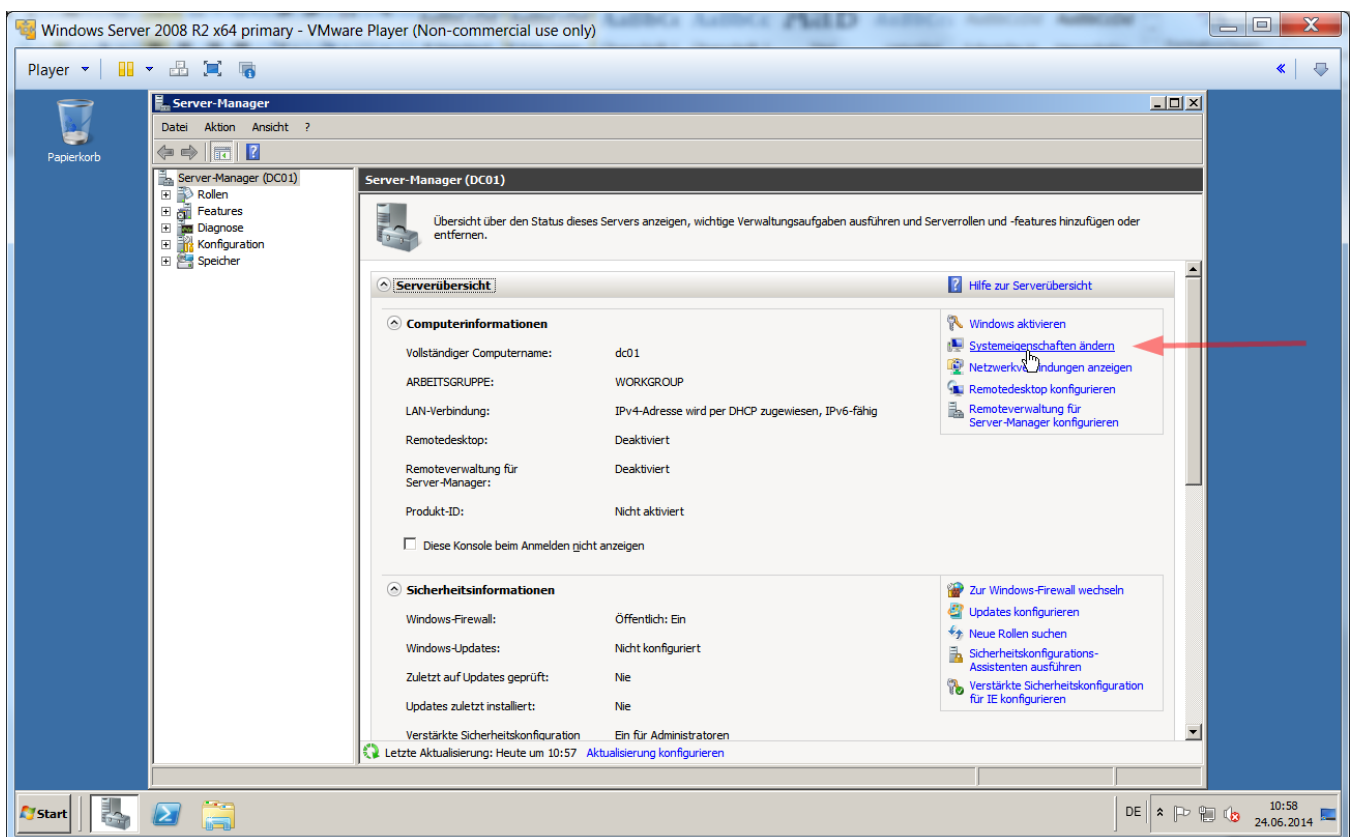 Windows Server 2008 R2 x64 primary - VMware Player (Non-commercial use only)
Player
Papierkorb
Server-Manager
Datei Aktion Ansicht ?
Server-Manager (DC01)
Rollen
Features
Diagnose
Konfiguration
Speicher
Server-Manager (DC01)
Übersicht über den Status dieses Servers anzeigen, wichtige Verwaltungsaufgaben ausführen und Serverrollen und -features hinzufügen oder
entfernen.
Serverübersicht
Hilfe zur Serverübersicht
Computerinformationen
Vollständiger Computername: dc01
ARBEITSGRUPPE: WORKGROUP
LAN-Verbindung: IPv4-Adresse wird per DHCP zugewiesen, IPv6-fähig
Remotedesktop: Deaktiviert
Remoteverwaltung für Deaktiviert
Server-Manager:
Produkt-ID: Nicht aktiviert
Diese Konsole beim Anmelden nicht anzeigen
Windows aktivieren
Systemeigenschaften ändern
anzeigen
Remotedesktop konfigurieren
Remoteverwaltung für
Server-Manager konfigurieren
Sicherheitsinformationen
Windows-Firewall: Öffentlich: Ein
Windows-Updates: Nicht konfiguriert
Zuletzt auf Updates geprüft: Nie
Updates zuletzt installiert: Nie
Verstärkte Sicherheitskonfiguration Ein für Administratoren
Zur Windows-Firewall wechseln
Updates konfigurieren
Neue Rollen suchen
Sicherheitskonfigurations-
Assistenten ausführen
Verstärkte Sicherheitskonfiguration
für IE konfigurieren
Letzte Aktualisierung: Heute um 10:57 Aktualisierung konfigurieren
Start
DE
10:58
24.06.2014